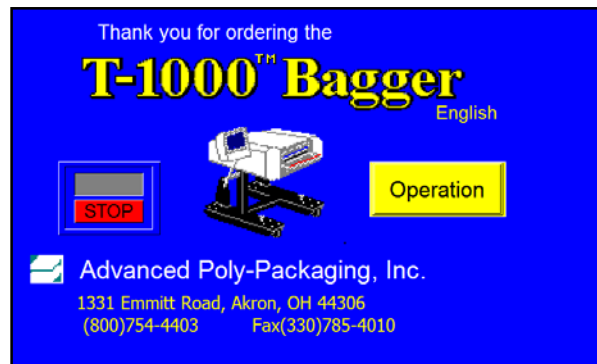 Thank you for ordering the
T-1000™ Bagger
English
STOP
Operation
Advanced Poly-Packaging, Inc.
1331 Emmitt Road, Akron, OH 44306
(800)754-4403 Fax(330)785-4010